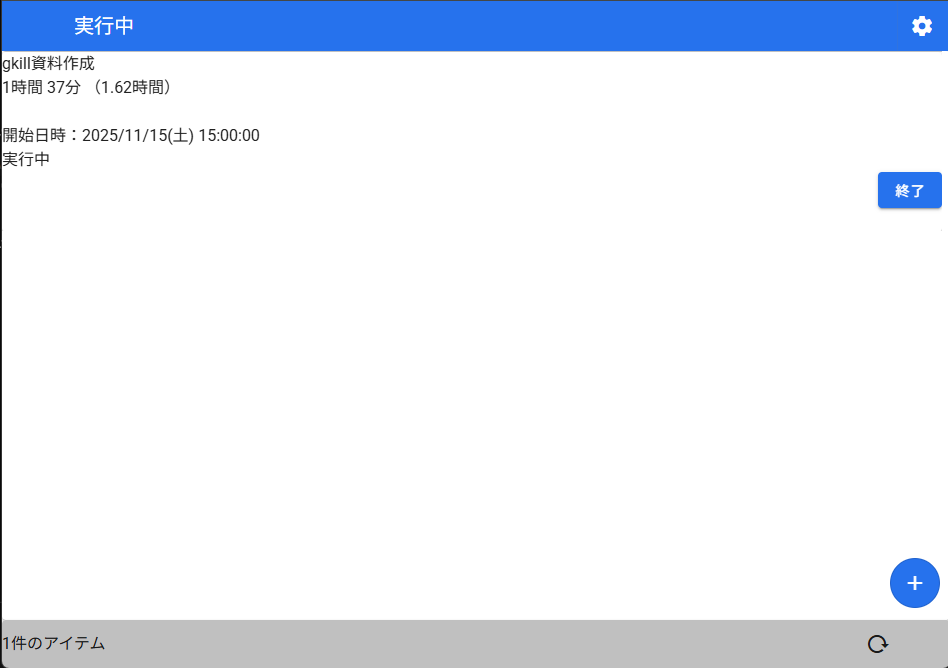 実行中
gkill資料作成
1時間 37分 （1.62時間）
開始日時：2025/11/15(土) 15:00:00
実行中
終了
1件のアイテム